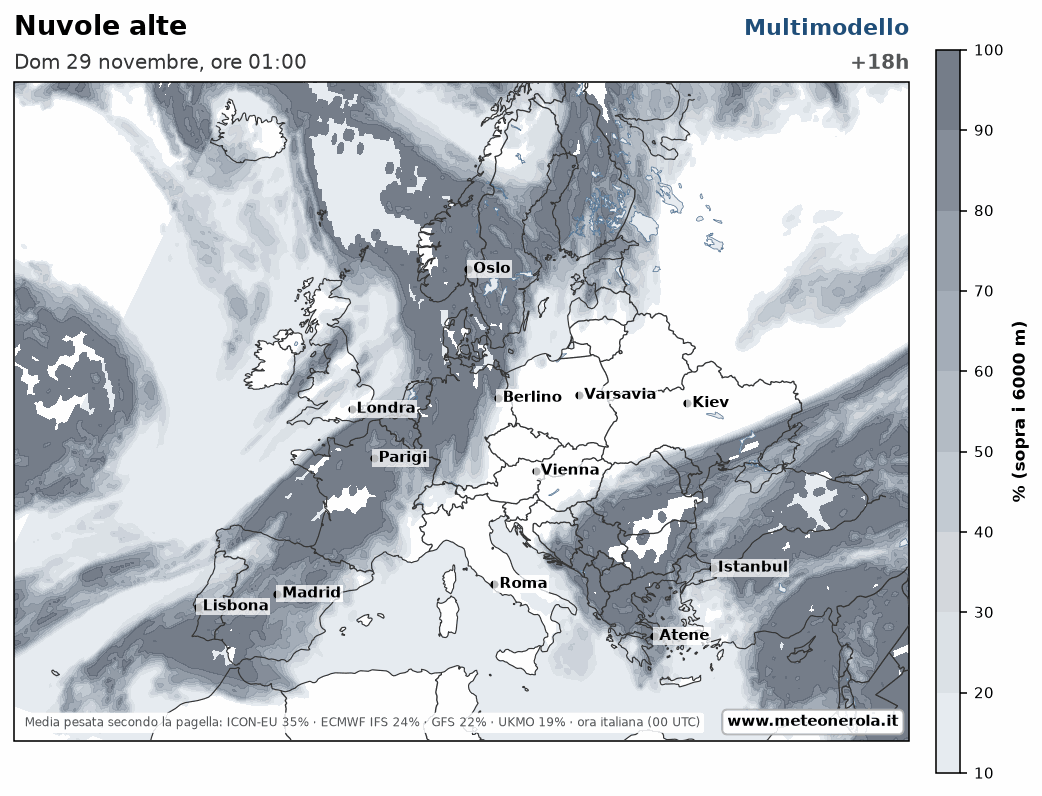 Nuvole alte
Multimodello
Dom 29 novembre, ore 01:00
+18h
100
90
80
70
60
50
40
30
20
10
% (sopra i 6000 m)
Oslo
Londra
Berlino
Varsavia
Kiev
Parigi
Vienna
Istanbul
Roma
Madrid
Lisbona
Atene
Media pesata secondo la pagella: ICON-EU 35% · ECMWF IFS 24% · GFS 22% · UKMO 19% · ora italiana (00 UTC)
www.meteonerola.it